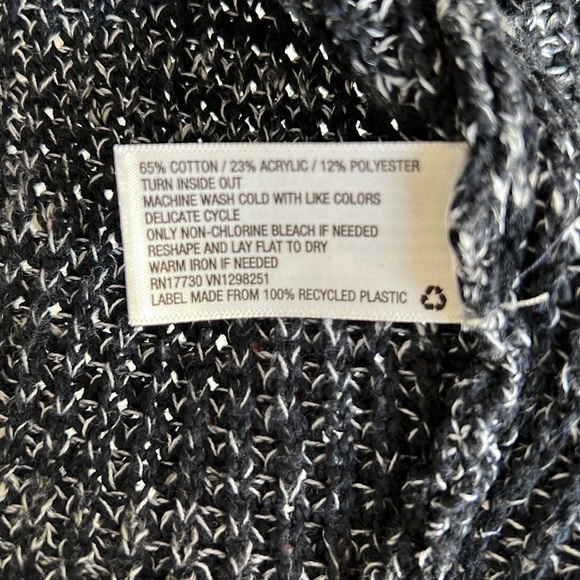 65% COTTON / 23% ACRYLIC / 12% POLYESTER
TURN INSIDE OUT
MACHINE WASH COLD WITH LIKE COLORS
DELICATE CYCLE
ONLY NON-CHLORINE BLEACH IF NEEDED
RESHAPE AND LAY FLAT TO DRY
WARM IRON IF NEEDED
RN17730 VN1298251
LABEL MADE FROM 100% RECYCLED PLASTIC